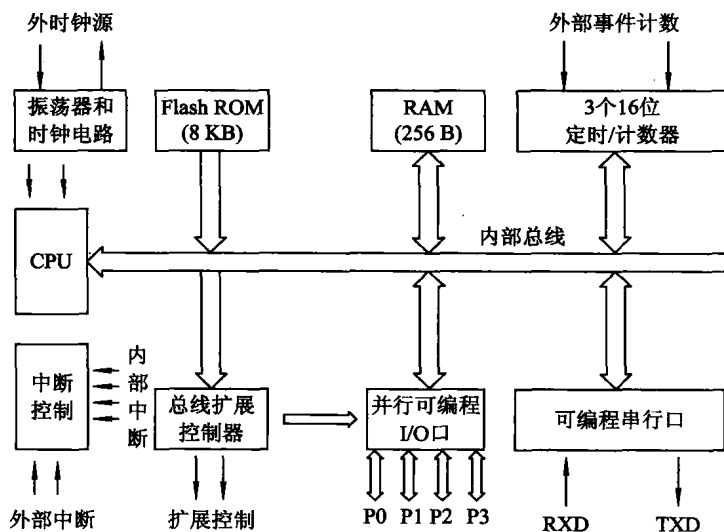 外时钟源
外部事件计数
振荡器和
时钟电路
Flash ROM
(8 KB)
RAM
(256 B)
3个16位
定时/计数器
内部总线
CPU
中断
控制
内部中断
总线扩展
控制器
并行可编程
I/O口
可编程串行口
外部中断
扩展控制
P0 P1 P2 P3
RXD
TXD